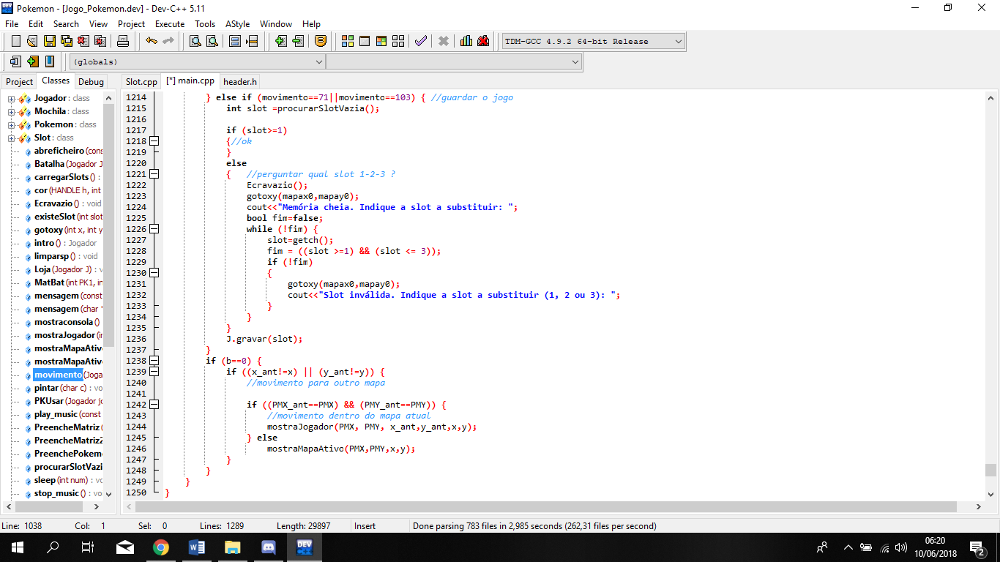 Pokemon - [Jogo_Pokemon.dev] - Dev-C++ 5.11
File Edit Search View Project Execute Tools AStyle Window Help
TDM-GCC 4.9.2 64-bit Release
(globals)
Project Classes Debug
Slot.cpp [*] main.cpp header.h
Jogador : class
Mochila : class
Pokemon : class
Slot : class
abreficheiro (cons
Batalha (Jogador J
carregarSlots () :
cor (HANDLE h, int
Ecravazio () : void
existeSlot (int slot
gotoxy (int x, int y
intro () : Jogador
limparsp () : void
Loja (Jogador J) : v
MatBat (int PK1, in
mensagem (const
mensagem (char *
mostraconsola ()
mostraJogador (in
mostraMapaAtiv
mostraMapaAtiv
movimento (Joga
pintar (char c) : vo
PKUsar (Jogador jo
play_music (const
PreencheMatriz (
PreencheMatriz2
PreenchePokem
procurarSlotVazi
sleep (int num) : vo
stop_music () : vo
1214 } else if (movimento==71||movimento==103) { //guardar o jogo
1215 int slot =procurarSlotVazia();
1216
1217 if (slot>=1)
1218 {//ok
1219 }
1220 else
1221 { //perguntar qual slot 1-2-3 ?
1222 Ecravazio();
1223 gotoxy(mapax0,mapay0);
1224 cout<<"Memória cheia. Indique a slot a substituir: ";
1225 bool fim=false;
1226 while (!fim) {
1227 slot=getch();
1228 fim = ((slot >=1) && (slot <= 3));
1229 if (!fim)
1230 {
1231 gotoxy(mapax0,mapay0);
1232 cout<<"Slot inválida. Indique a slot a substituir (1, 2 ou 3): ";
1233 }
1234 }
1235 }
1236 J.gravar(slot);
1237 }
1238 if (b==0) {
1239 if ((x_ant!=x) || (y_ant!=y)) {
1240 //movimento para outro mapa
1241
1242 if ((PMX_ant==PMX) && (PMY_ant==PMY)) {
1243 //movimento dentro do mapa atual
1244 mostraJogador(PMX, PMY, x_ant,y_ant,x,y);
1245 } else
1246 mostraMapaAtivo(PMX,PMY,x,y);
1247 }
1248 }
1249 }
1250 }
Line: 1038 Col: 1 Sel: 0 Lines: 1289 Length: 29897 Insert Done parsing 783 files in 2,985 seconds (262,31 files per second)
DEV
06:20
10/06/2018
2